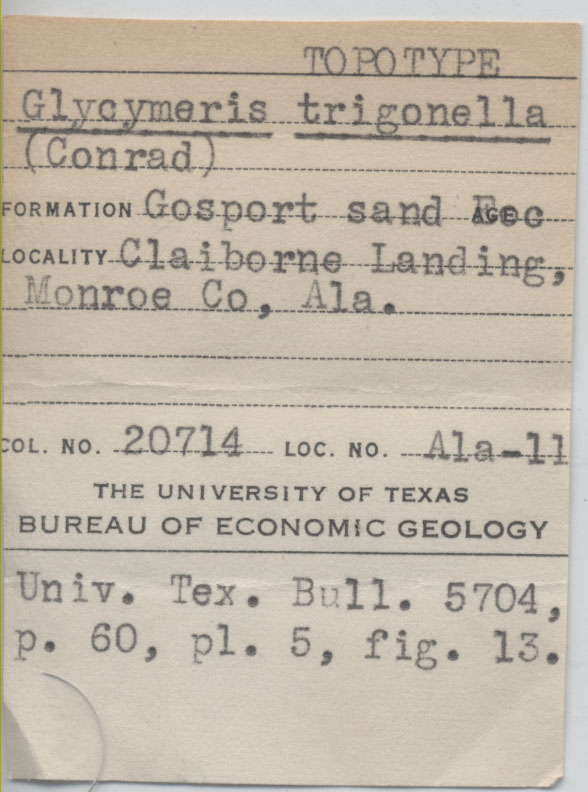 TOPOTYPE
Glycymeris trigonella
(Conrad)
FORMATION Gosport sand AGE Eoc
LOCALITY Claiborne Landing,
Monroe Co, Ala.
COL. NO. 20714 LOC. NO. Ala-11
THE UNIVERSITY OF TEXAS
BUREAU OF ECONOMIC GEOLOGY
Univ. Tex. Bull. 5704,
p. 60, pl. 5, fig. 13.